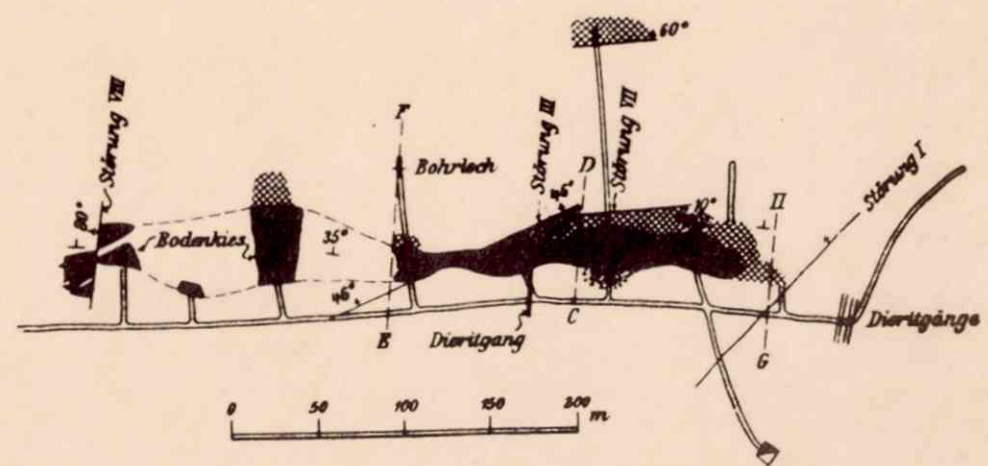 60°
Störung VIII
80°
F
Bohrloch
Störung III
46°
D
Störung VII
Störung I
10°
II
Bodenkies
35°
46°
E
Dioritgang
C
G
Dioritgänge
0 50 100 150 200 m